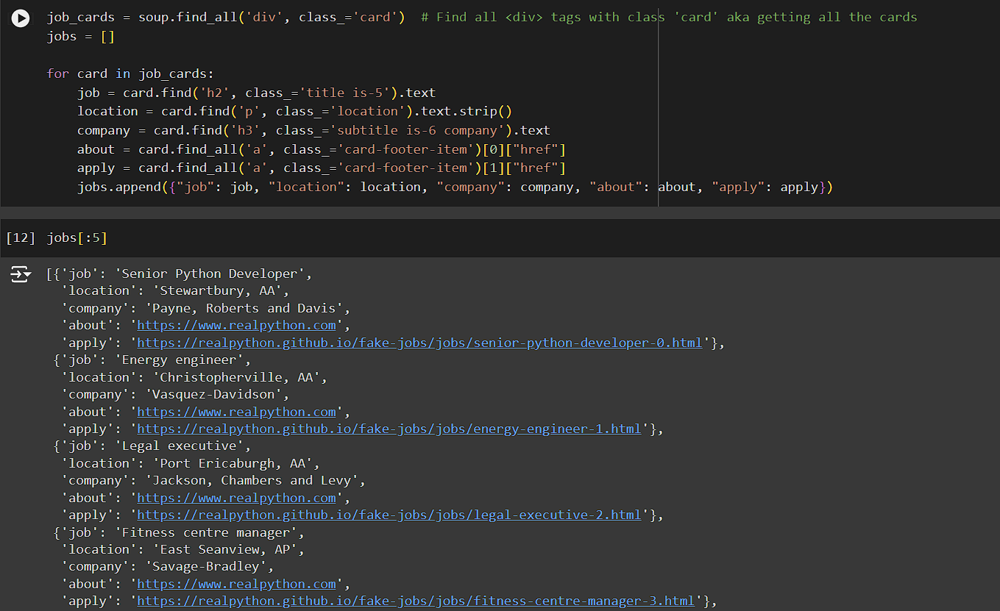 job_cards = soup.find_all('div', class_='card')  # Find all <div> tags with class 'card' aka getting all the cards
jobs = []
for card in job_cards:
    job = card.find('h2', class_='title is-5').text
    location = card.find('p', class_='location').text.strip()
    company = card.find('h3', class_='subtitle is-6 company').text
    about = card.find_all('a', class_='card-footer-item')[0]["href"]
    apply = card.find_all('a', class_='card-footer-item')[1]["href"]
    jobs.append({"job": job, "location": location, "company": company, "about": about, "apply": apply})
[12] jobs[:5]
[{'job': 'Senior Python Developer',
  'location': 'Stewartbury, AA',
  'company': 'Payne, Roberts and Davis',
  'about': 'https://www.realpython.com',
  'apply': 'https://realpython.github.io/fake-jobs/jobs/senior-python-developer-0.html'},
 {'job': 'Energy engineer',
  'location': 'Christopherville, AA',
  'company': 'Vasquez-Davidson',
  'about': 'https://www.realpython.com',
  'apply': 'https://realpython.github.io/fake-jobs/jobs/energy-engineer-1.html'},
 {'job': 'Legal executive',
  'location': 'Port Ericaburgh, AA',
  'company': 'Jackson, Chambers and Levy',
  'about': 'https://www.realpython.com',
  'apply': 'https://realpython.github.io/fake-jobs/jobs/legal-executive-2.html'},
 {'job': 'Fitness centre manager',
  'location': 'East Seanview, AP',
  'company': 'Savage-Bradley',
  'about': 'https://www.realpython.com',
  'apply': 'https://realpython.github.io/fake-jobs/jobs/fitness-centre-manager-3.html'},